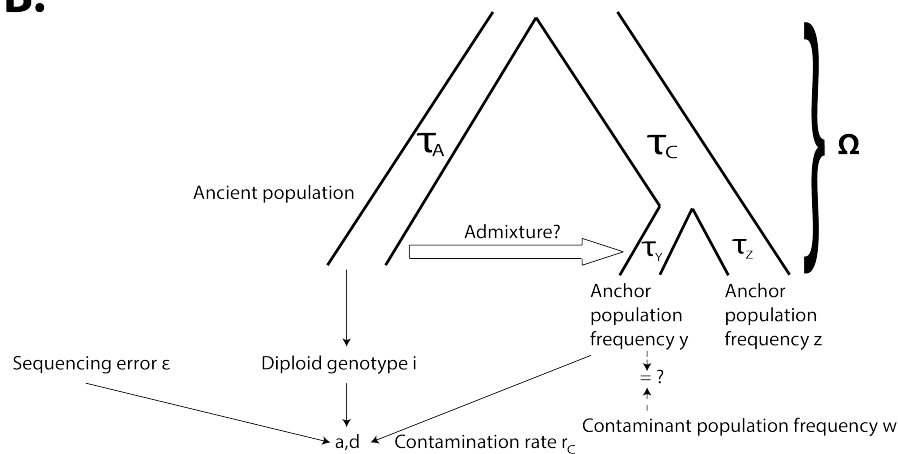 B.
τA
τC
Ω
Ancient population
Admixture?
τY
τZ
Anchor
population
frequency y
Anchor
population
frequency z
Sequencing error ε
Diploid genotype i
= ?
a,d
Contamination rate rC
Contaminant population frequency w